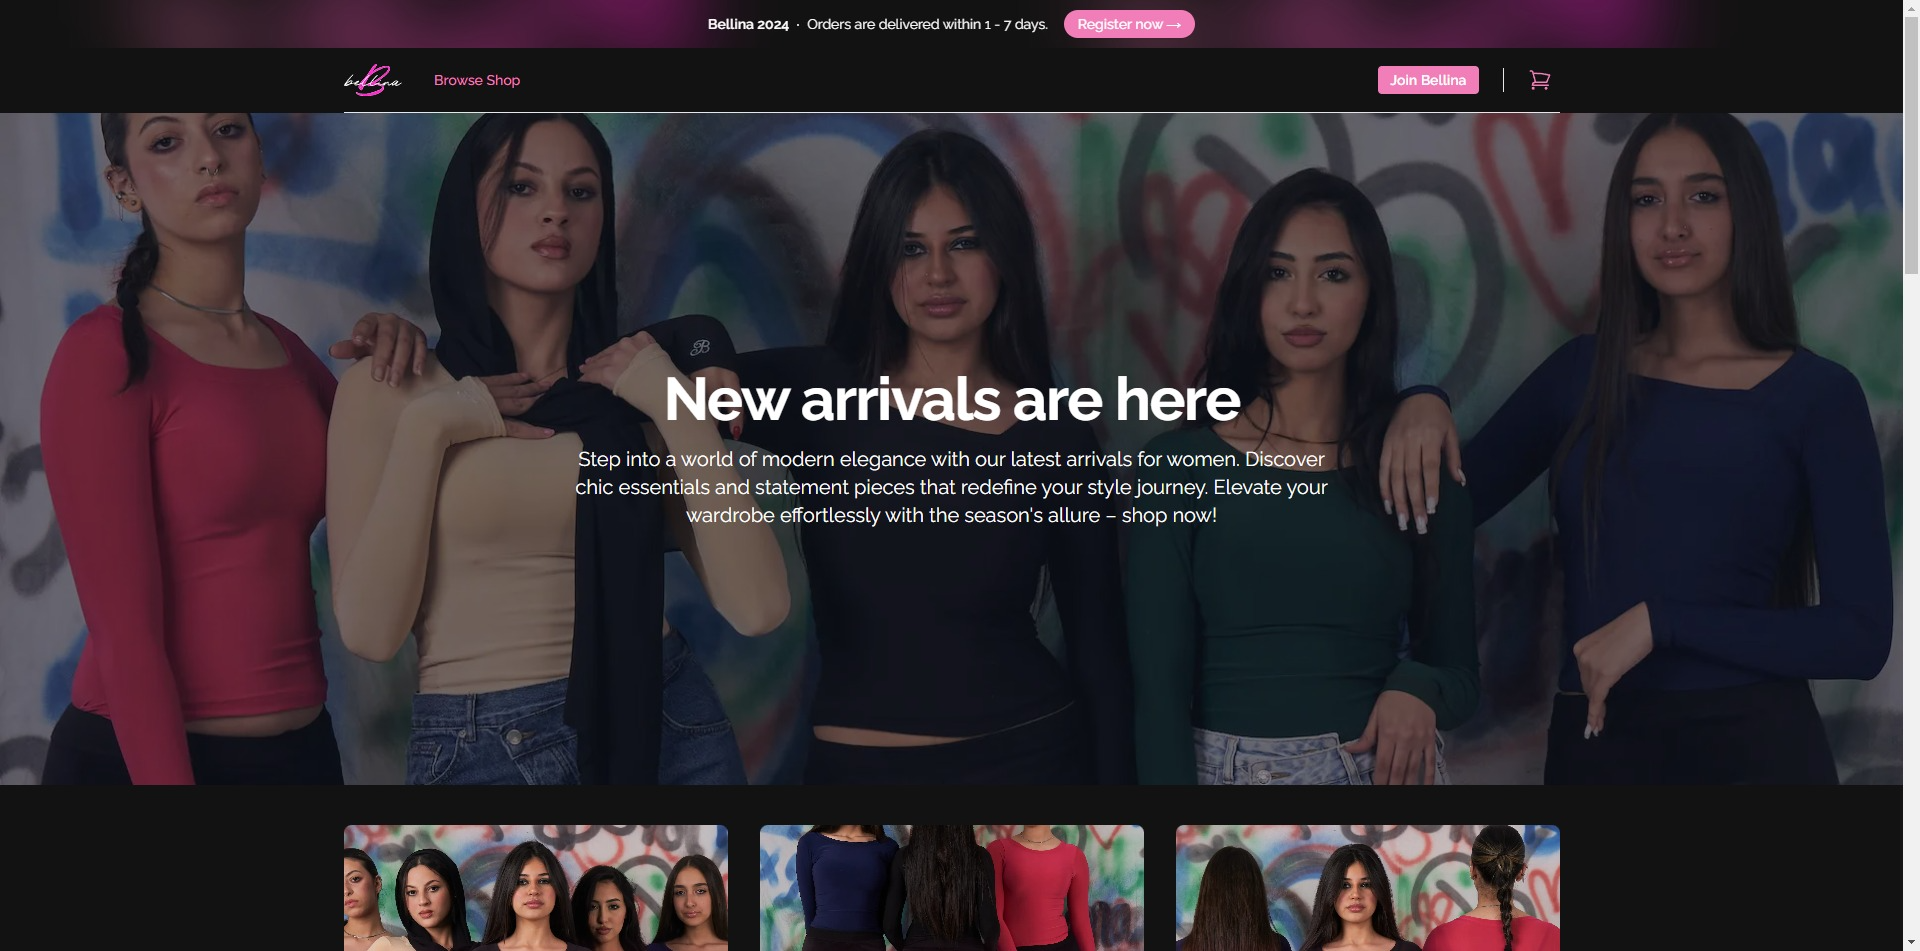 Bellina 2024 · Orders are delivered within 1 - 7 days. Register now →
bellina B Browse Shop Join Bellina
B
New arrivals are here
Step into a world of modern elegance with our latest arrivals for women. Discover
chic essentials and statement pieces that redefine your style journey. Elevate your
wardrobe effortlessly with the season's allure – shop now!